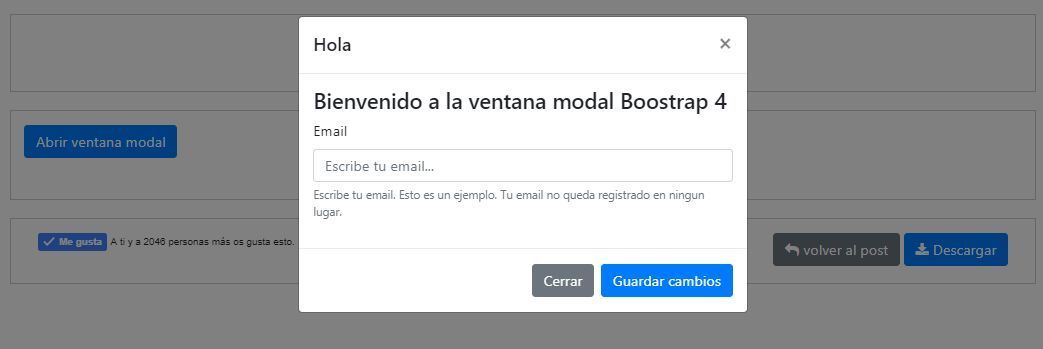 Hola ×
Bienvenido a la ventana modal Boostrap 4
Email
Escribe tu email...
Escribe tu email. Esto es un ejemplo. Tu email no queda registrado en ningun
lugar.
Cerrar Guardar cambios
Abrir ventana modal
Me gusta A ti y a 2046 personas más os gusta esto.
volver al post Descargar